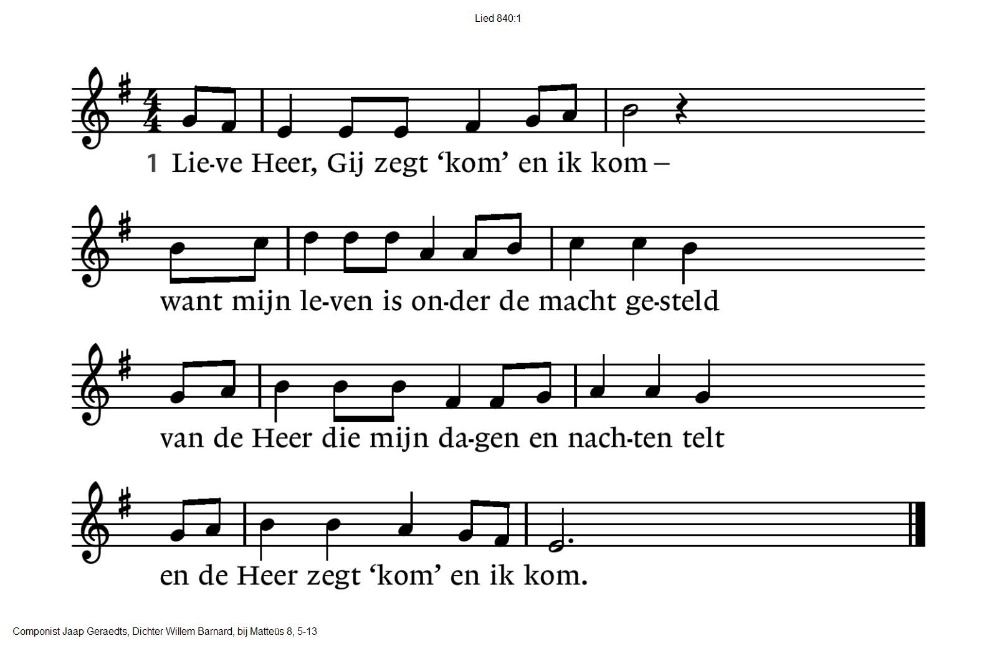 Lied 840:1
1 Lie-ve Heer, Gij zegt ‘kom’ en ik kom –
want mijn le-ven is on-der de macht ge-steld
van de Heer die mijn da-gen en nach-ten telt
en de Heer zegt ‘kom’ en ik kom.
Componist Jaap Geraedts, Dichter Willem Barnard, bij Matteüs 8, 5-13